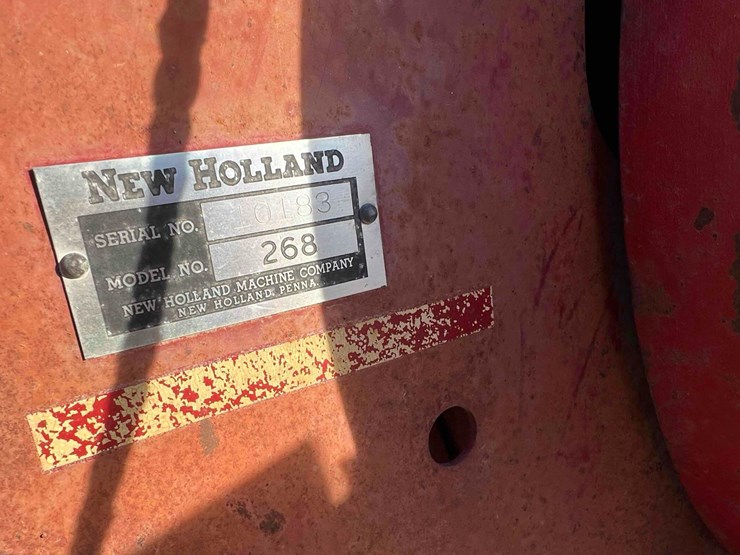 NEW HOLLAND
SERIAL NO.
MODEL NO. 268
NEW HOLLAND MACHINE COMPANY
NEW HOLLAND, PENNA.